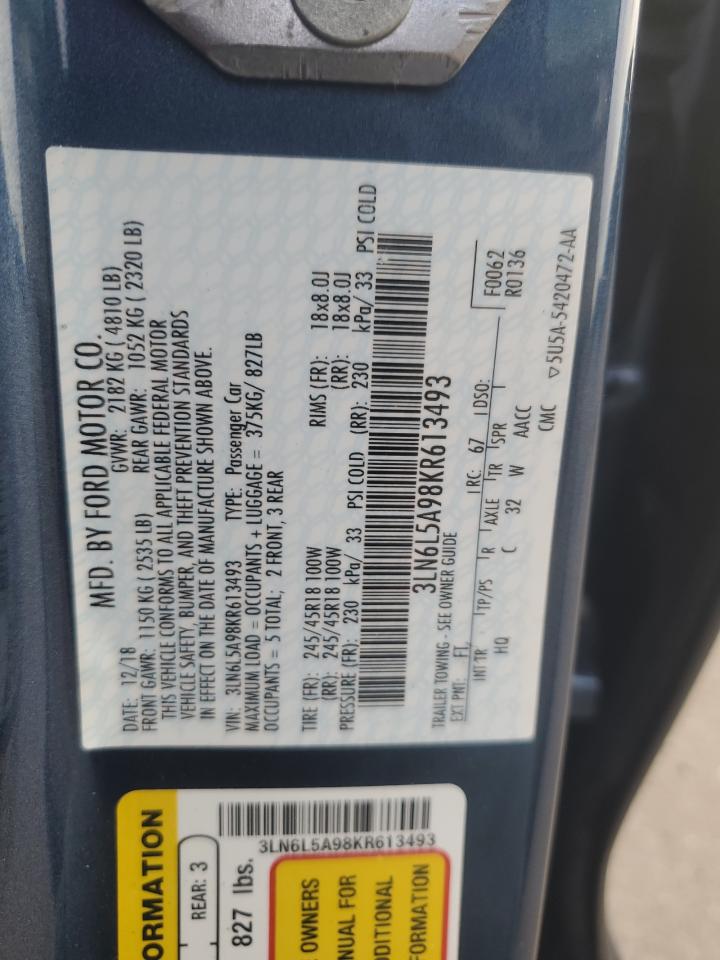 MFD. BY FORD MOTOR CO.
DATE: 12/18 GVWR: 2182 KG ( 4810 LB)
FRONT GAWR: 1150 KG ( 2535 LB) REAR GAWR: 1052 KG ( 2320 LB)
THIS VEHICLE CONFORMS TO ALL APPLICABLE FEDERAL MOTOR
VEHICLE SAFETY, BUMPER, AND THEFT PREVENTION STANDARDS
IN EFFECT ON THE DATE OF MANUFACTURE SHOWN ABOVE.
VIN: 3LN6L5A98KR613493 TYPE: Passenger Car
MAXIMUM LOAD = OCCUPANTS + LUGGAGE = 375KG/ 827LB
OCCUPANTS = 5 TOTAL; 2 FRONT, 3 REAR
TIRE (FR): 245/45R18 100W RIMS (FR): 18x8.0J
(RR): 245/45R18 100W (RR): 18x8.0J
PRESSURE (FR): 230 kPa/ 33 PSI COLD (RR): 230 kPa/ 33 PSI COLD
3LN6L5A98KR613493
TRAILER TOWING - SEE OWNER GUIDE
EXT PNT: FT RC: 67 DSO:
F0062
R0136
INT TR TP/PS R AXLE TR SPR
HQ C 32 W AACC
CMC
▽5U5A-5420472-AA
3LN6L5A98KR613493
ORMATION
REAR: 3
827 lbs.
OWNERS
NUAL FOR
DDITIONAL
FORMATION